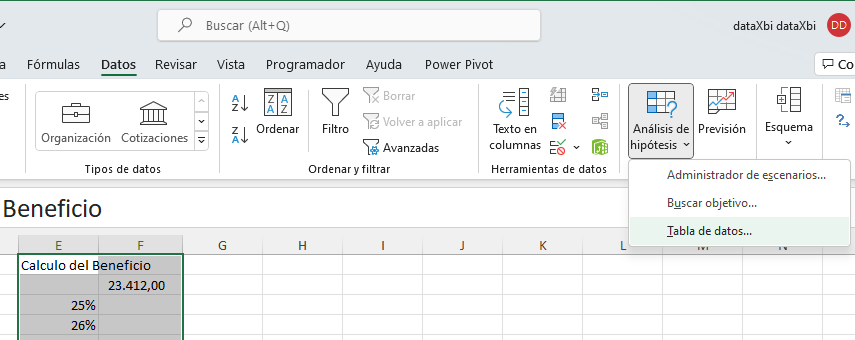 Buscar (Alt+Q)
dataXbi dataXbi
DD
Fórmulas
Datos
Revisar
Vista
Programador
Ayuda
Power Pivot
Co
es
Organización
Cotizaciones
Tipos de datos
Ordenar
Filtro
Borrar
Volver a aplicar
Avanzadas
Ordenar y filtrar
Texto en
columnas
Herramientas de datos
Análisis de
hipótesis
Previsión
Esquema
Administrador de escenarios...
Buscar objetivo...
Tabla de datos...
Beneficio
E F G H I J K L M N
Calculo del Beneficio
23.412,00
25%
26%